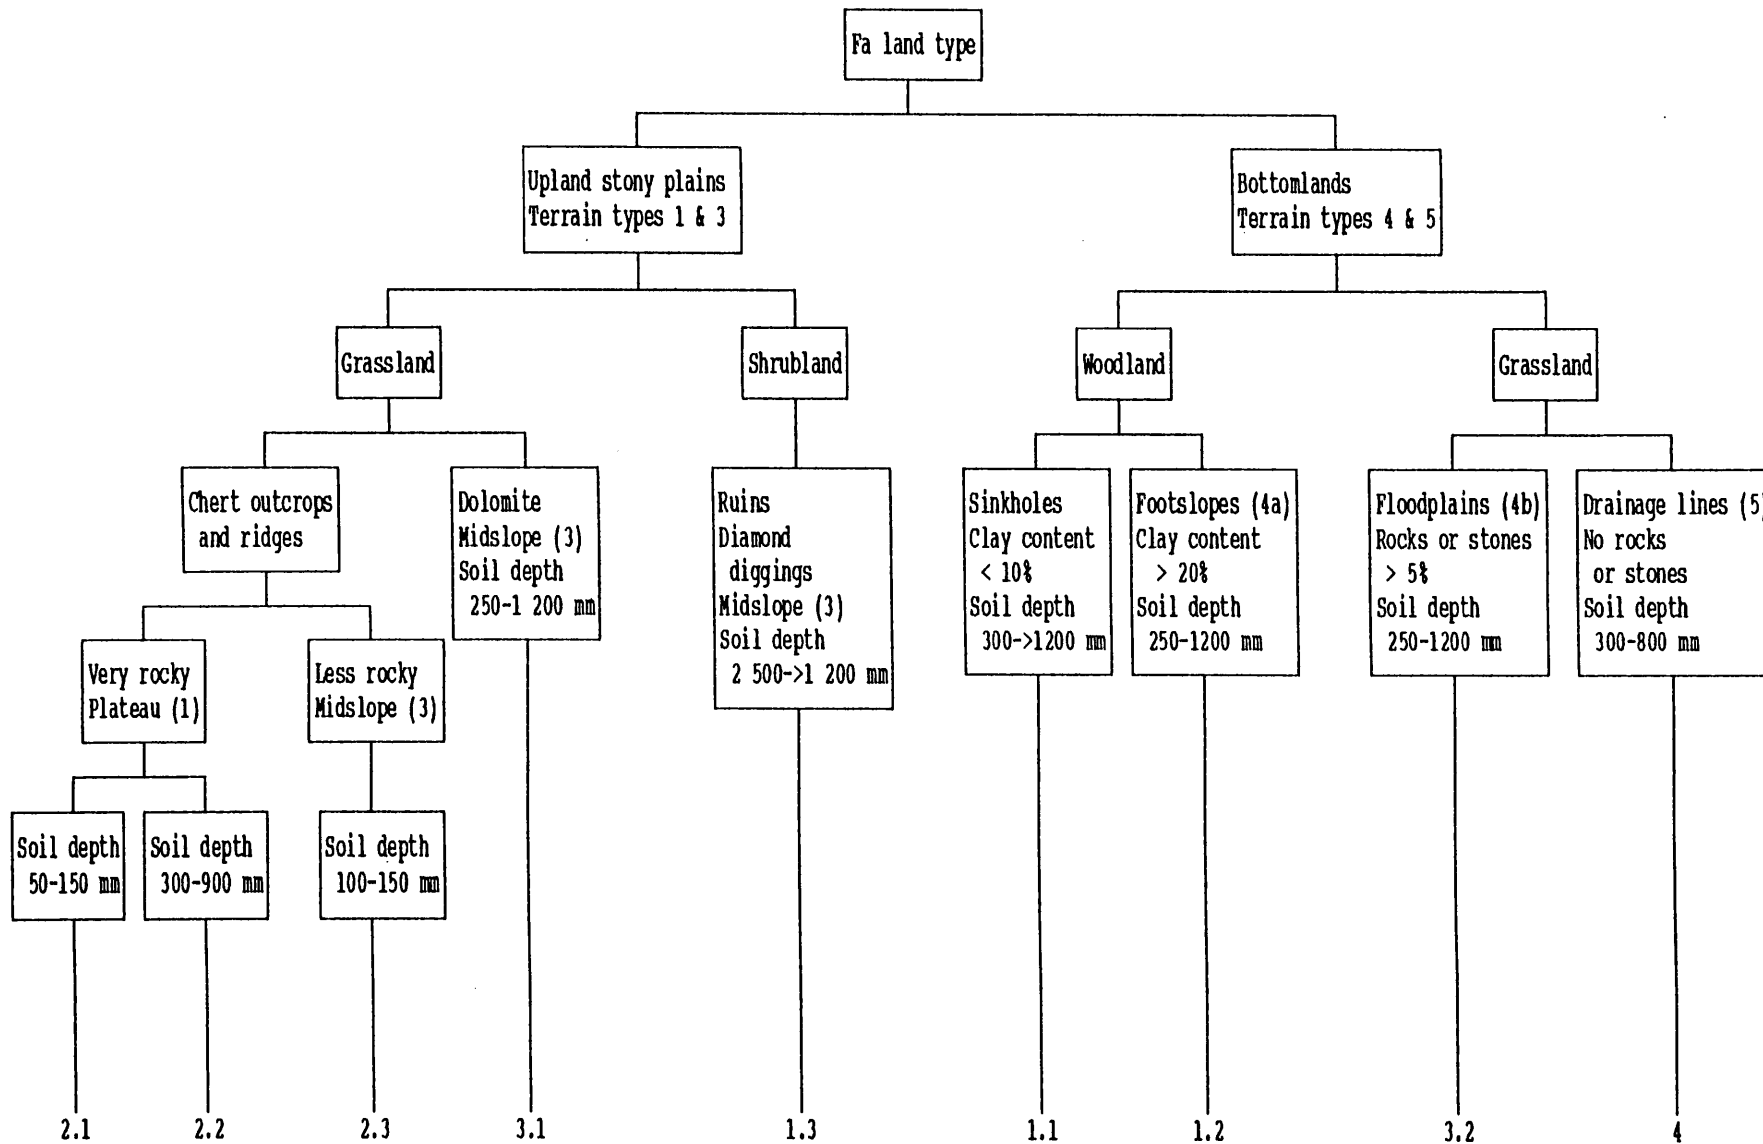 Fa land type
Upland stony plains
Terrain types 1 & 3
Bottomlands
Terrain types 4 & 5
Grassland
Shrubland
Woodland
Grassland
Chert outcrops
and ridges
Dolomite
Midslope (3)
Soil depth
250-1 200 mm
Ruins
Diamond
diggings
Midslope (3)
Soil depth
2 500->1 200 mm
Sinkholes
Clay content
< 10%
Soil depth
300->1200 mm
Footslopes (4a)
Clay content
> 20%
Soil depth
250-1200 mm
Floodplains (4b)
Rocks or stones
> 5%
Soil depth
250-1200 mm
Drainage lines (5)
No rocks
or stones
Soil depth
300-800 mm
Very rocky
Plateau (1)
Less rocky
Midslope (3)
Soil depth
50-150 mm
Soil depth
300-900 mm
Soil depth
100-150 mm
2.1
2.2
2.3
3.1
1.3
1.1
1.2
3.2
4